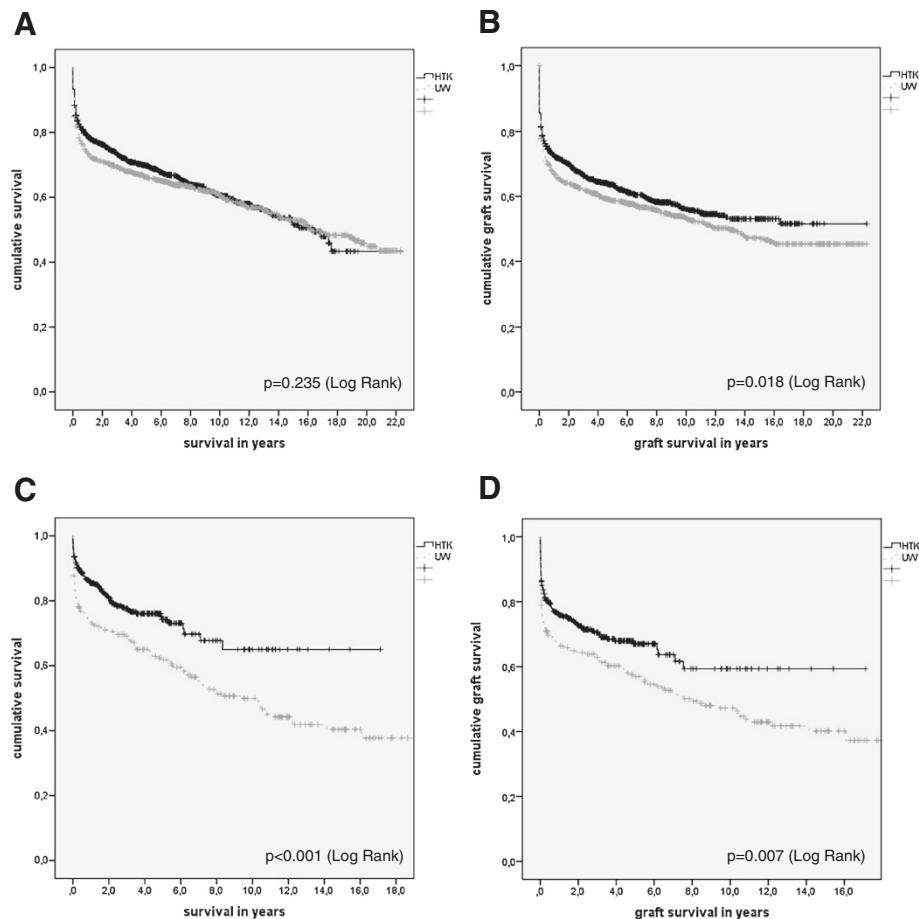 A
1,0
0,8
0,6
0,4
0,2
0,0
cumulative survival
,0 2,0 4,0 6,0 8,0 10,0 12,0 14,0 16,0 18,0 20,0 22,0
survival in years
HTK
UW
p=0.235 (Log Rank)
B
1,0
0,8
0,6
0,4
0,2
0,0
cumulative graft survival
,0 2,0 4,0 6,0 8,0 10,0 12,0 14,0 16,0 18,0 20,0 22,0
graft survival in years
HTK
UW
p=0.018 (Log Rank)
C
1,0
0,8
0,6
0,4
0,2
0,0
cumulative survival
,0 2,0 4,0 6,0 8,0 10,0 12,0 14,0 16,0 18,0
survival in years
HTK
UW
p<0.001 (Log Rank)
D
1,0
0,8
0,6
0,4
0,2
0,0
cumulative graft survival
,0 2,0 4,0 6,0 8,0 10,0 12,0 14,0 16,0
graft survival in years
HTK
UW
p=0.007 (Log Rank)